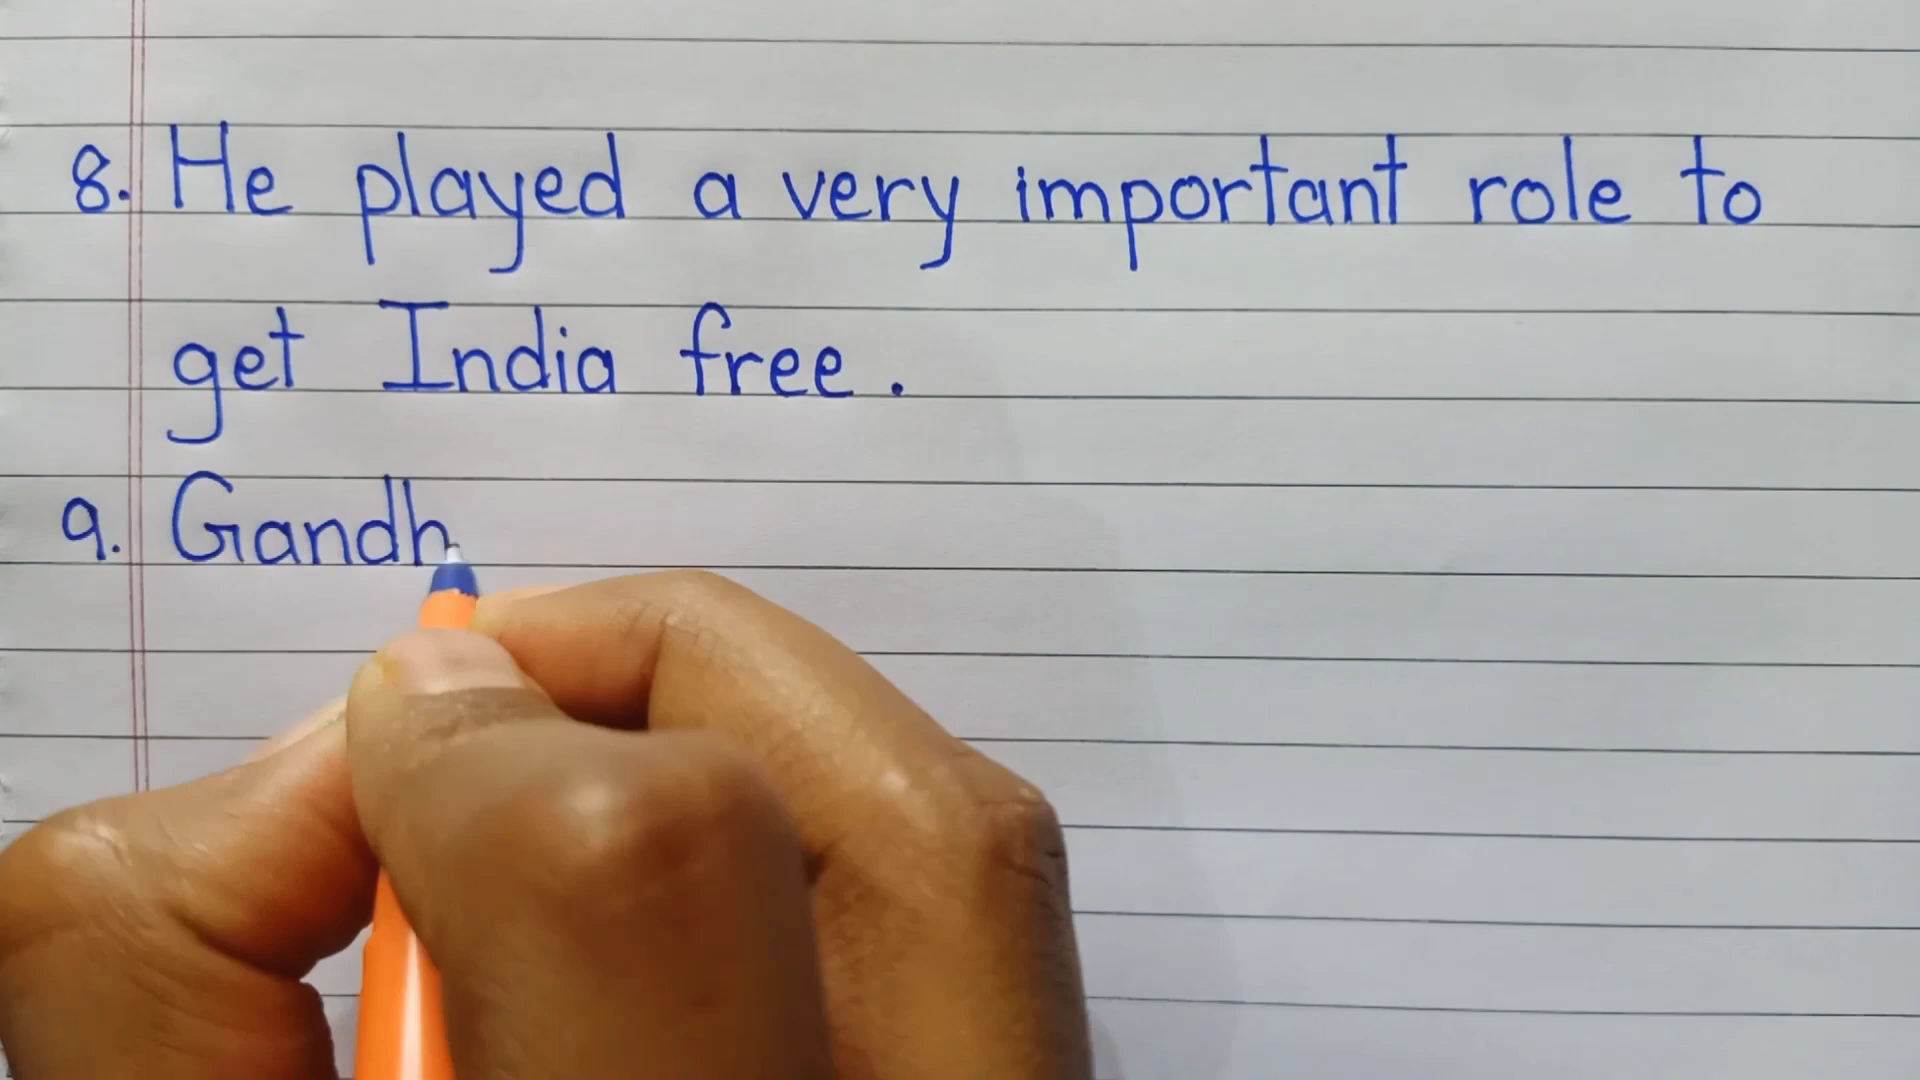 8. He played a very important role to
get India free.
9. Gandh